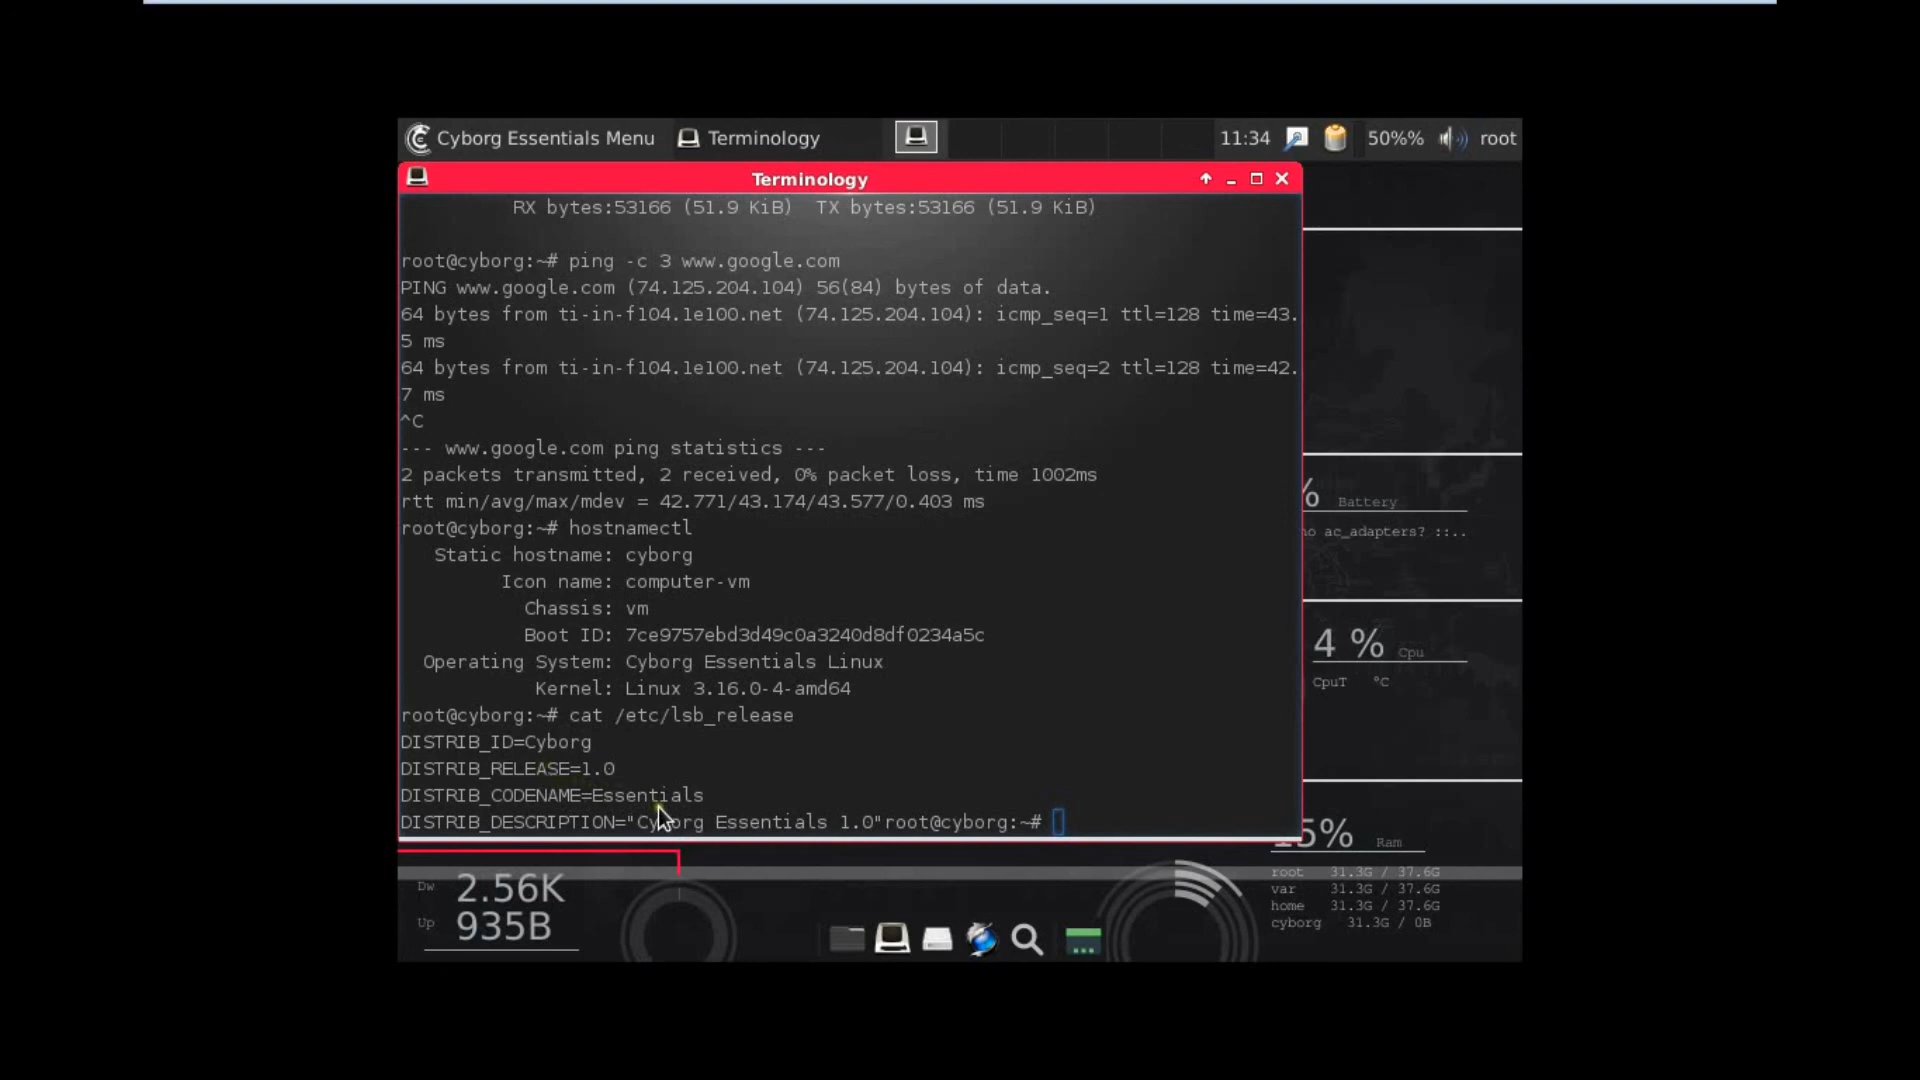 Cyborg Essentials Menu Terminology 11:34 50%% root
Terminology
RX bytes:53166 (51.9 KiB) TX bytes:53166 (51.9 KiB)
root@cyborg:~# ping -c 3 www.google.com
PING www.google.com (74.125.204.104) 56(84) bytes of data.
64 bytes from ti-in-f104.1e100.net (74.125.204.104): icmp_seq=1 ttl=128 time=43.
5 ms
64 bytes from ti-in-f104.1e100.net (74.125.204.104): icmp_seq=2 ttl=128 time=42.
7 ms
^C
--- www.google.com ping statistics ---
2 packets transmitted, 2 received, 0% packet loss, time 1002ms
rtt min/avg/max/mdev = 42.771/43.174/43.577/0.403 ms
root@cyborg:~# hostnamectl
Static hostname: cyborg
Icon name: computer-vm
Chassis: vm
Boot ID: 7ce9757ebd3d49c0a3240d8df0234a5c
Operating System: Cyborg Essentials Linux
Kernel: Linux 3.16.0-4-amd64
root@cyborg:~# cat /etc/lsb_release
DISTRIB_ID=Cyborg
DISTRIB_RELEASE=1.0
DISTRIB_CODENAME=Essentials
DISTRIB_DESCRIPTION="Cyborg Essentials 1.0"root@cyborg:~#
% Battery
no ac_adapters? ::..
4 % Cpu
CpuT °C
15% Ram
root 31.3G / 37.6G
var 31.3G / 37.6G
home 31.3G / 37.6G
cyborg 31.3G / 0B
Dw 2.56K
Up 935B